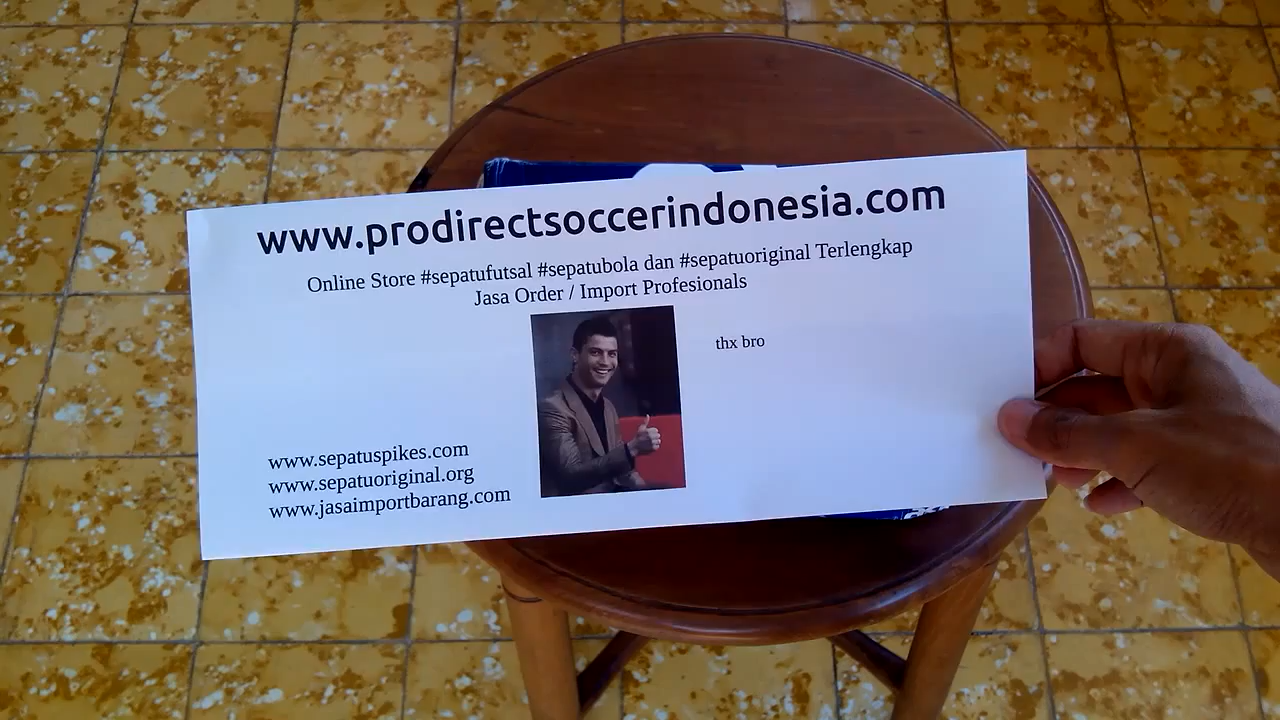 www.prodirectsoccerindonesia.com
Online Store #sepatufutsal #sepatubola dan #sepatuoriginal Terlengkap
Jasa Order / Import Profesionals
thx bro
www.sepatuspikes.com
www.sepatuoriginal.org
www.jasaimportbarang.com